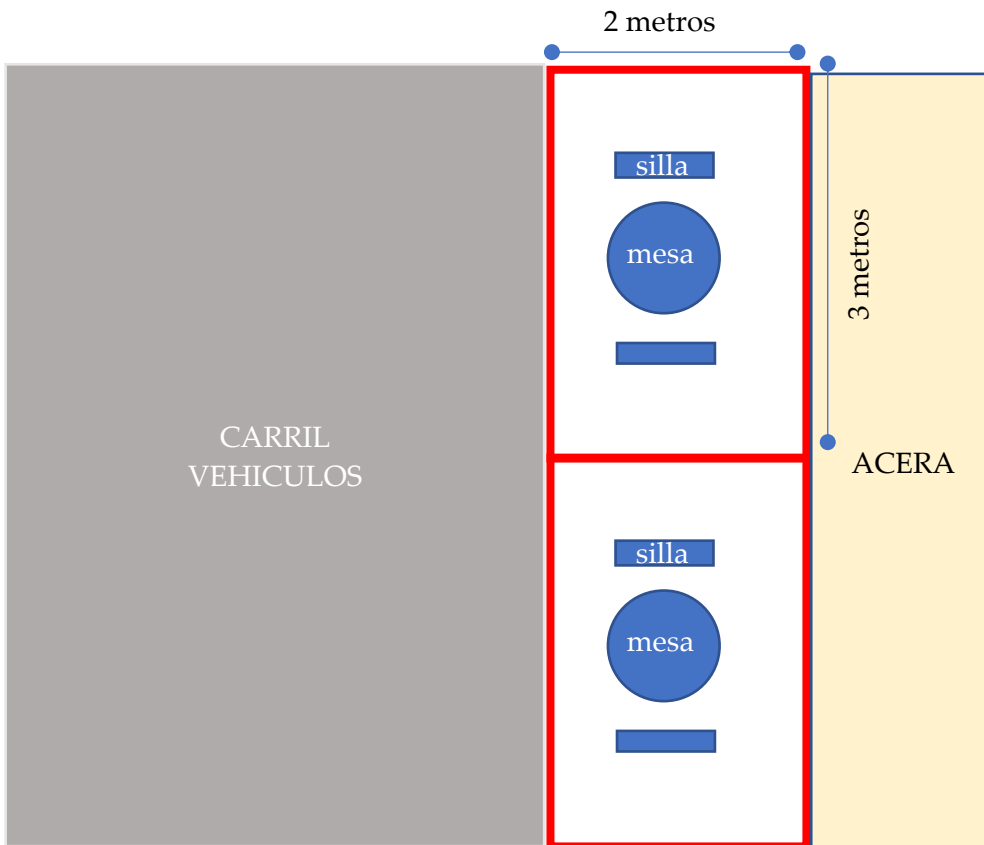 2 metros
silla
mesa
3 metros
CARRIL
VEHICULOS
ACERA
silla
mesa